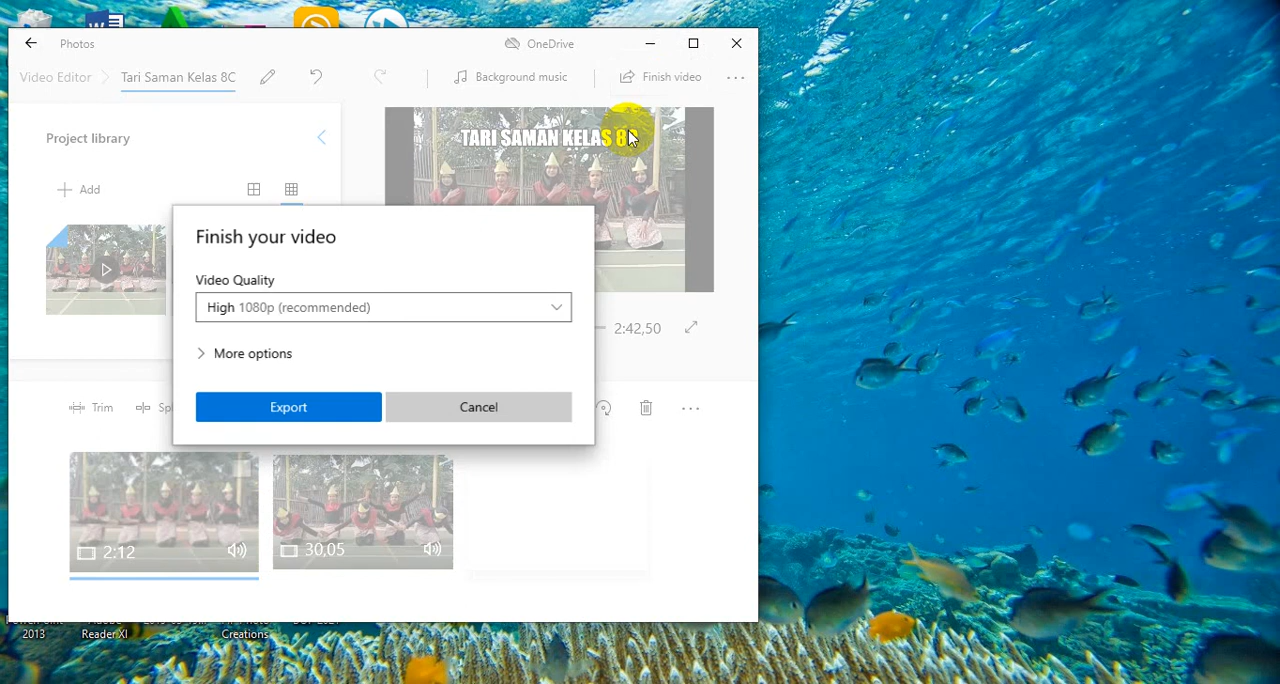 Photos
OneDrive
Video Editor
Tari Saman Kelas 8C
Background music
Finish video
Project library
Add
TARI SAMAN KELAS 8C
Finish your video
Video Quality
High 1080p (recommended)
2:42,50
More options
Export
Cancel
Trim
2:12
30,05
2013
Reader XI
Creations